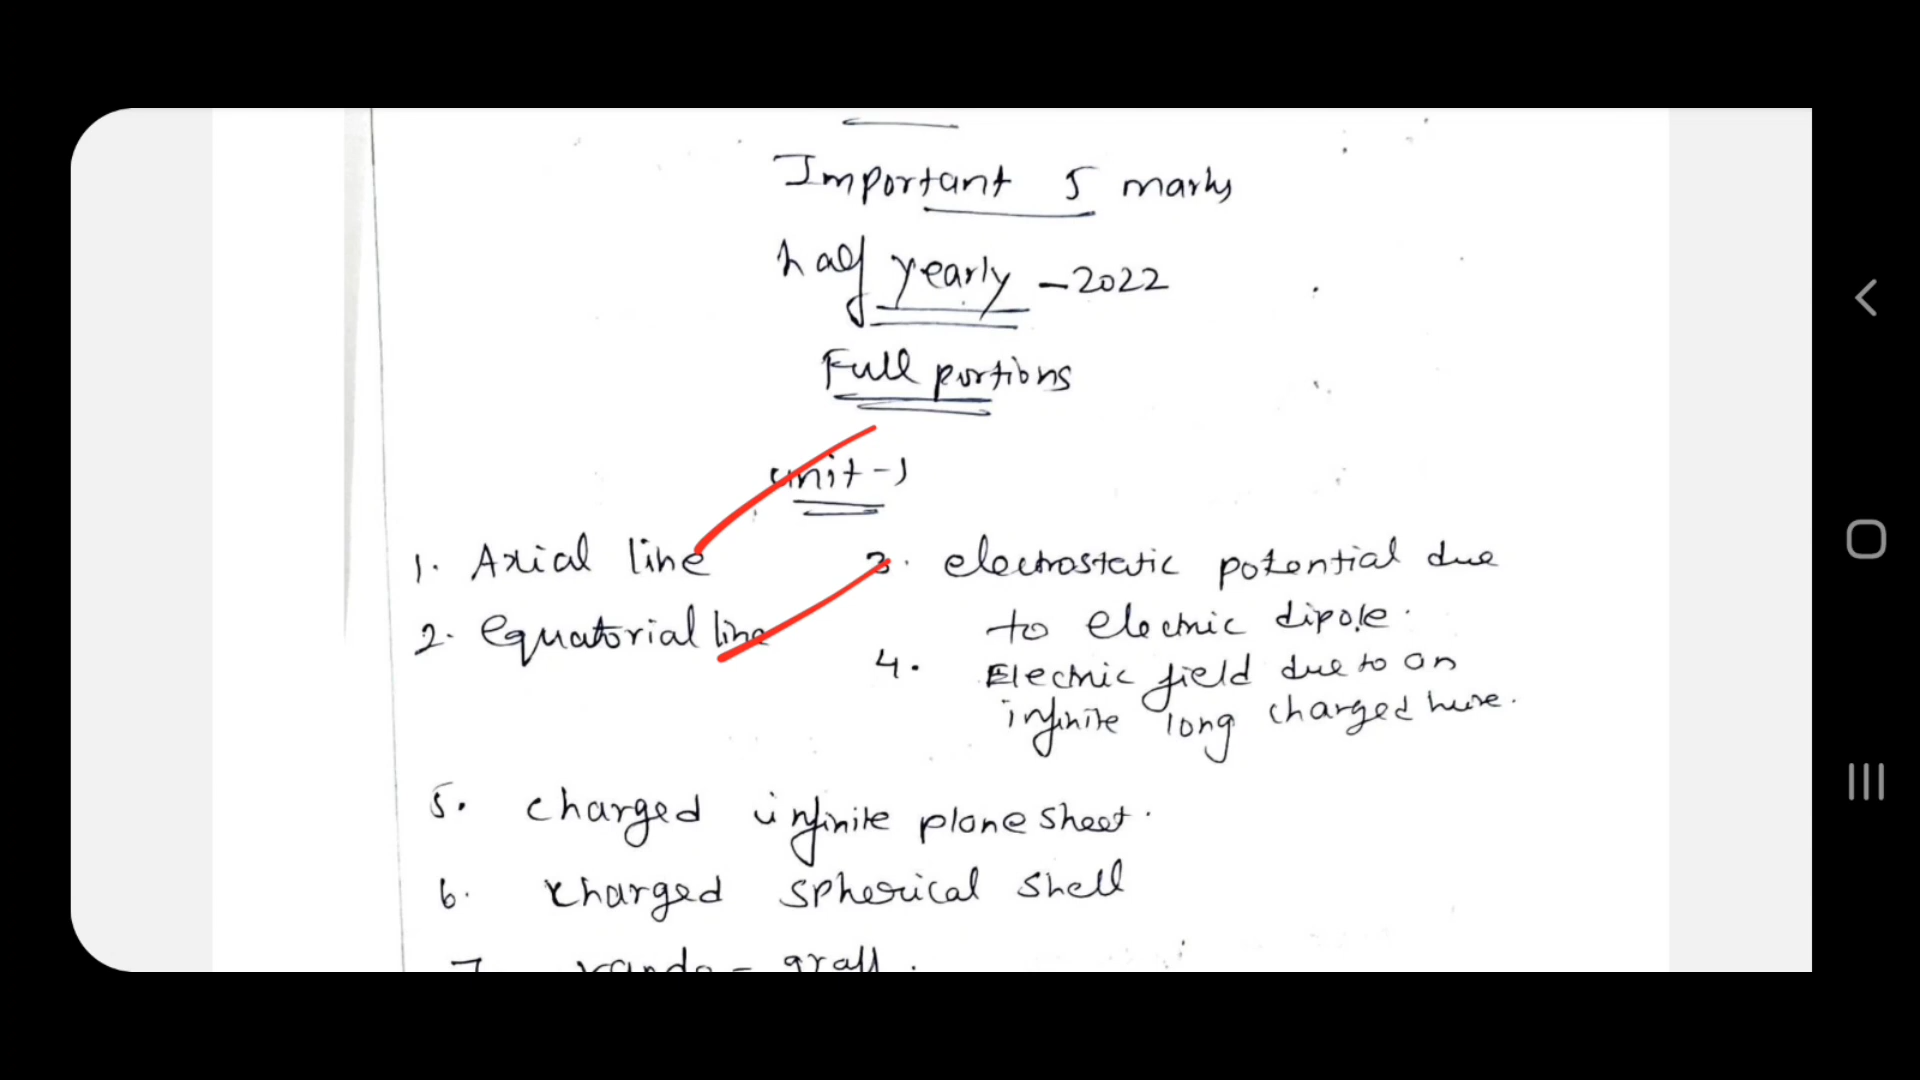 Important 5 marks
half yearly - 2022
Full portions
unit-1
1. Axial line
2. equatorial line
3. electrostatic potential due
to electric dipole.
4. Electric field due to an
infinite long charged
5. charged infinite plane sheet.
6. charged spherical shell
7